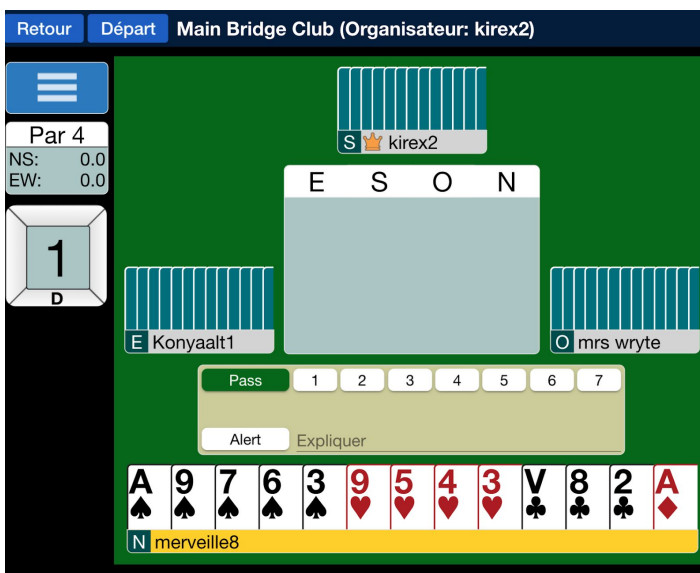 Retour Départ Main Bridge Club (Organisateur: kirex2)
Par 4
NS: 0.0
EW: 0.0
1
D
S kirex2
E S O N
E Konyaalt1
O mrs wryte
Pass 1 2 3 4 5 6 7
Alert Expliquer
A 9 7 6 3 9 5 4 3 V 8 2 A
N merveille8